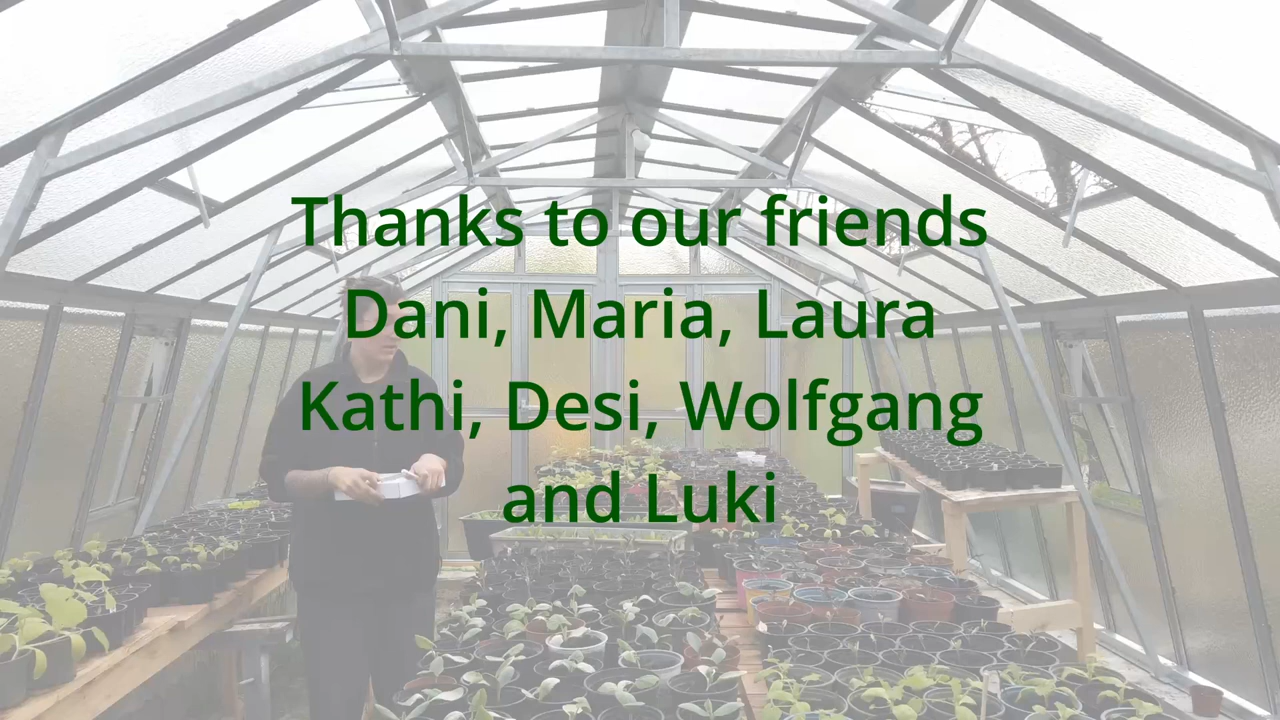 Thanks to our friends
Dani, Maria, Laura
Kathi, Desi, Wolfgang
and Luki